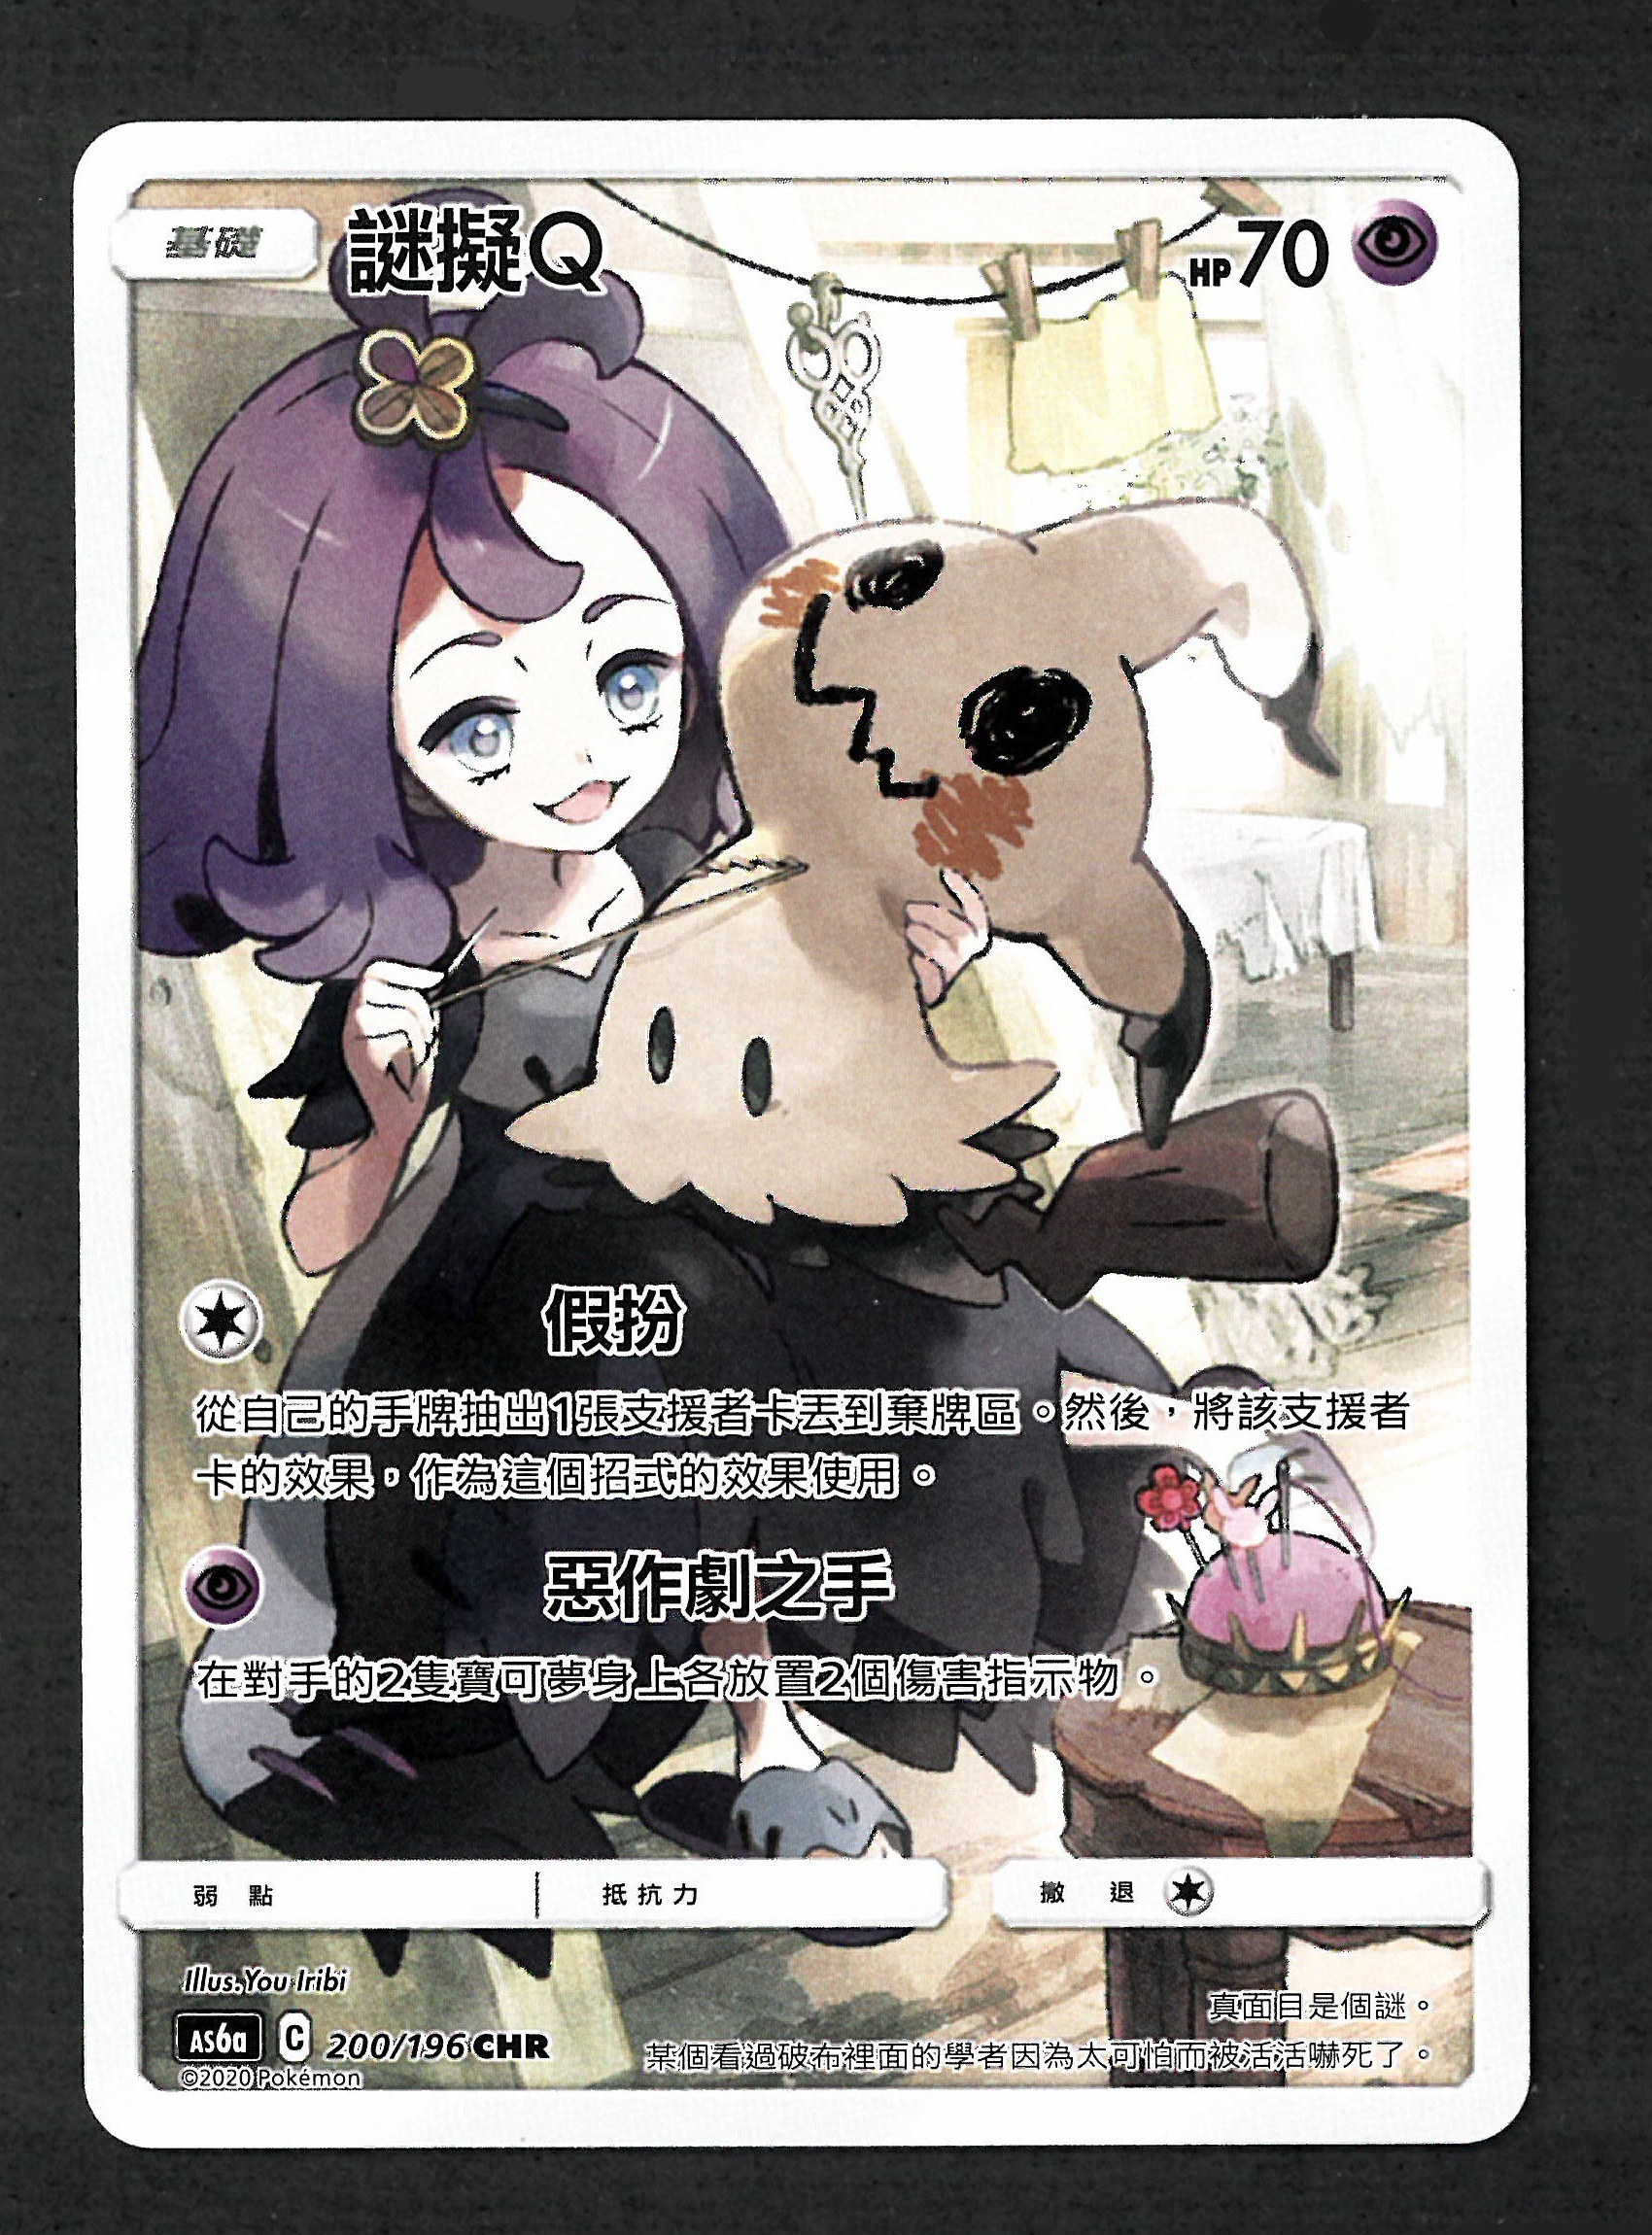 基礎
謎擬Q
HP70
假扮
從自己的手牌抽出1張支援者卡丟到棄牌區。然後，將該支援者
卡的效果，作為這個招式的效果使用。
惡作劇之手
在對手的2隻寶可夢身上各放置2個傷害指示物。
弱點
抵抗力
撤退
Illus.You Iribi
AS6a C 200/196 CHR
©2020 Pokémon
真面目是個謎。
某個看過破布裡面的學者因為太可怕而被活活嚇死了。